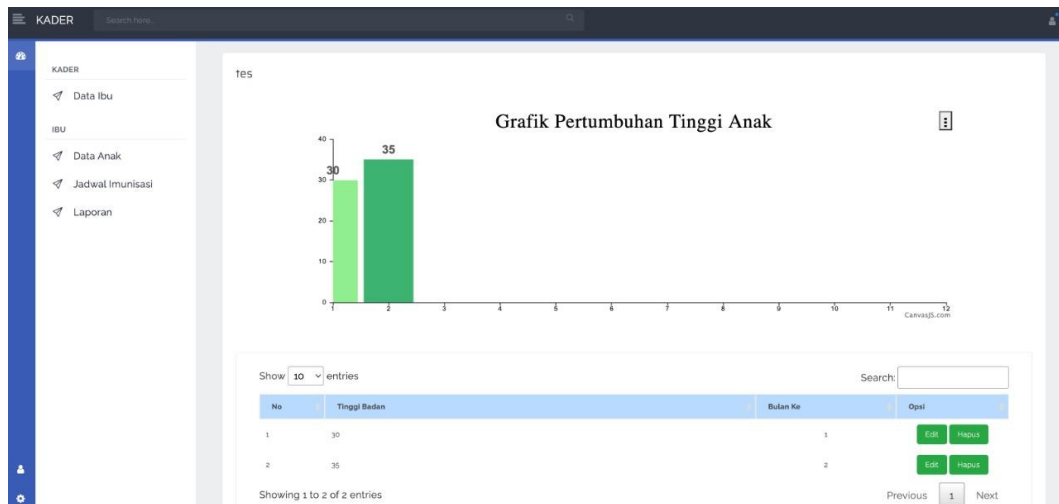 KADER Search here..
KADER
Data Ibu
IBU
Data Anak
Jadwal Imunisasi
Laporan
tes
Grafik Pertumbuhan Tinggi Anak
40
35
30
30
20
10
0
1 2 3 4 5 6 7 8 9 10 11 12
CanvasJS.com
Show 10 entries Search:
No Tinggi Badan Bulan Ke Opsi
1 30 1 Edit Hapus
2 35 2 Edit Hapus
Showing 1 to 2 of 2 entries Previous 1 Next